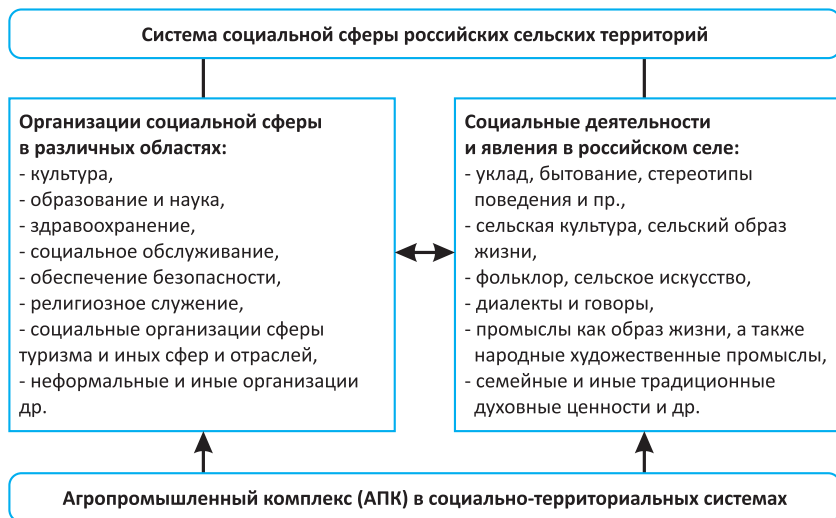 Система социальной сферы российских сельских территорий
Организации социальной сферы
в различных областях:
- культура,
- образование и наука,
- здравоохранение,
- социальное обслуживание,
- обеспечение безопасности,
- религиозное служение,
- социальные организации сферы
туризма и иных сфер и отраслей,
- неформальные и иные организации
др.
Социальные деятельности
и явления в российском селе:
- уклад, бытование, стереотипы
поведения и пр.,
- сельская культура, сельский образ
жизни,
- фольклор, сельское искусство,
- диалекты и говоры,
- промыслы как образ жизни, а также
народные художественные промыслы,
- семейные и иные традиционные
духовные ценности и др.
Агропромышленный комплекс (АПК) в социально-территориальных системах